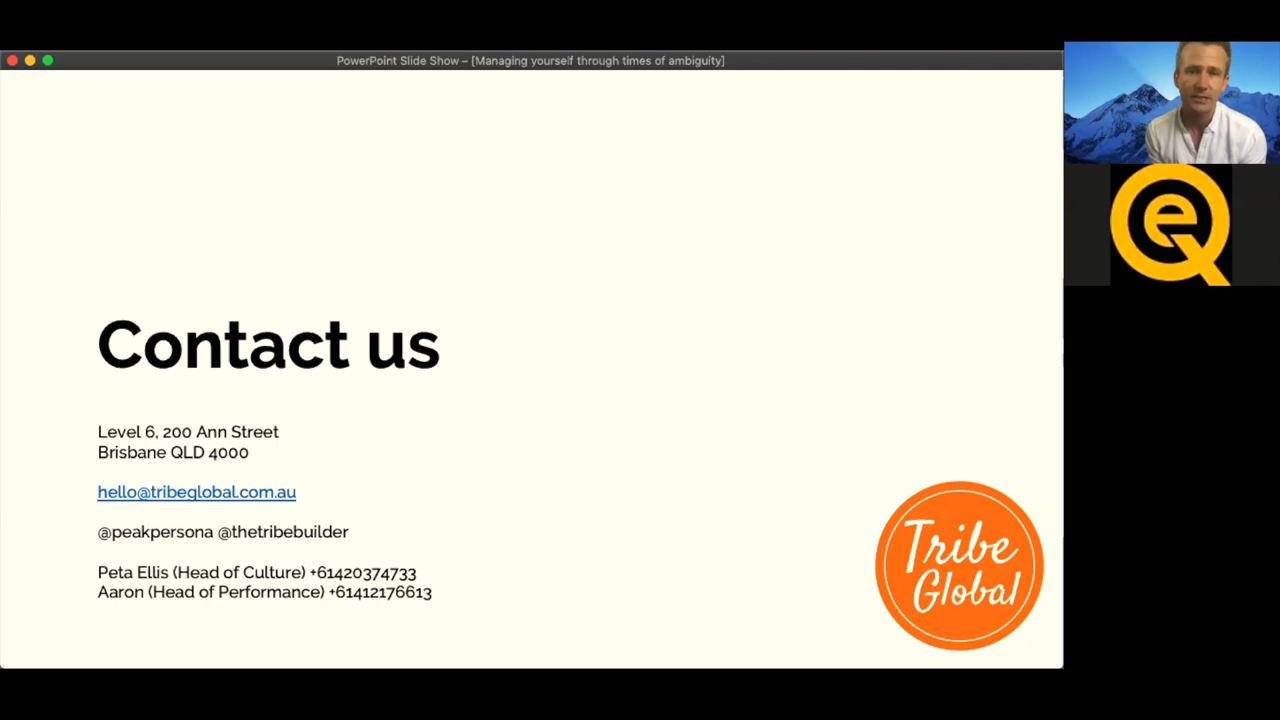 PowerPoint Slide Show – [Managing yourself through times of ambiguity]
Contact us
Level 6, 200 Ann Street
Brisbane QLD 4000
hello@tribeglobal.com.au
@peakpersona @thetribebuilder
Peta Ellis (Head of Culture) +61420374733
Aaron (Head of Performance) +61412176613
Tribe
Global
eQ